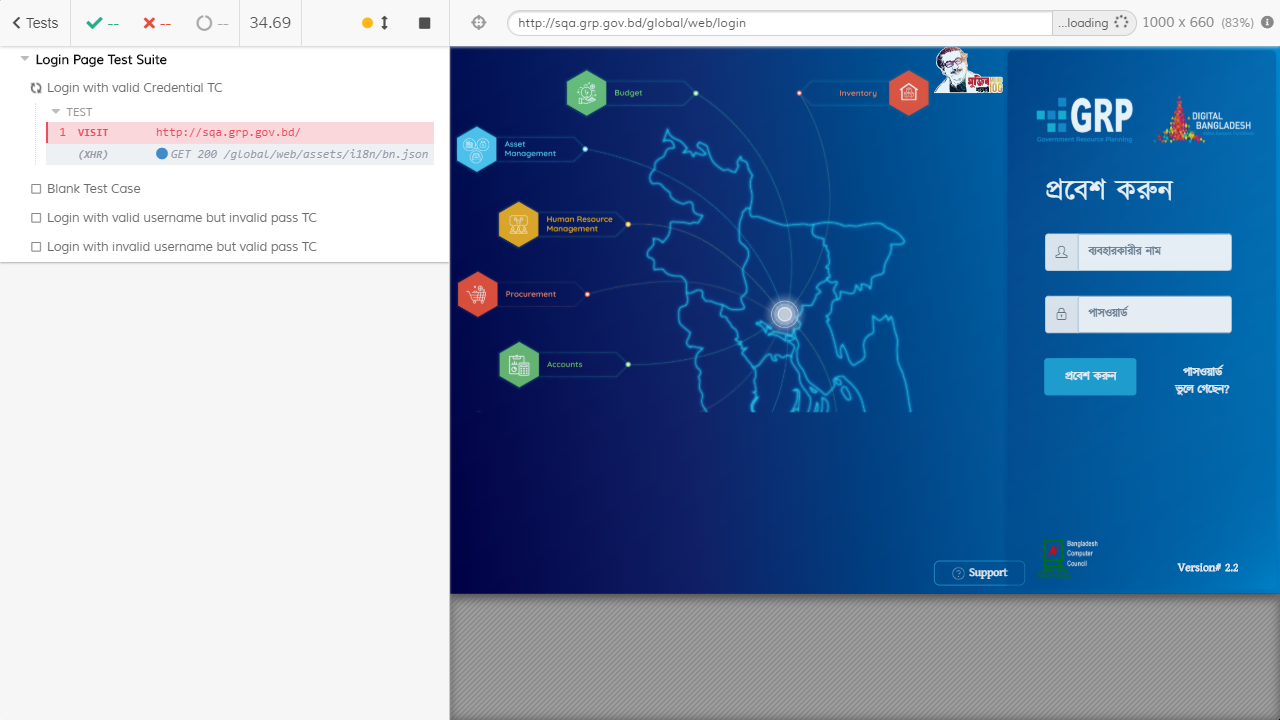 Tests
--
--
--
34.69
http://sqa.grp.gov.bd/global/web/login
...loading
1000 x 660 (83%)
Login Page Test Suite
Login with valid Credential TC
TEST
1 VISIT http://sqa.grp.gov.bd/
(XHR) GET 200 /global/web/assets/i18n/bn.json
Blank Test Case
Login with valid username but invalid pass TC
Login with invalid username but valid pass TC
Budget
Inventory
Asset
Management
Human Resource
Management
Procurement
Accounts
GRP
Government Resource Planning
DIGITAL
BANGLADESH
প্রবেশ করুন
ব্যবহারকারীর নাম
পাসওয়ার্ড
প্রবেশ করুন
পাসওয়ার্ড
ভুলে গেছেন?
Support
Bangladesh
Computer
Council
Version# 2.2